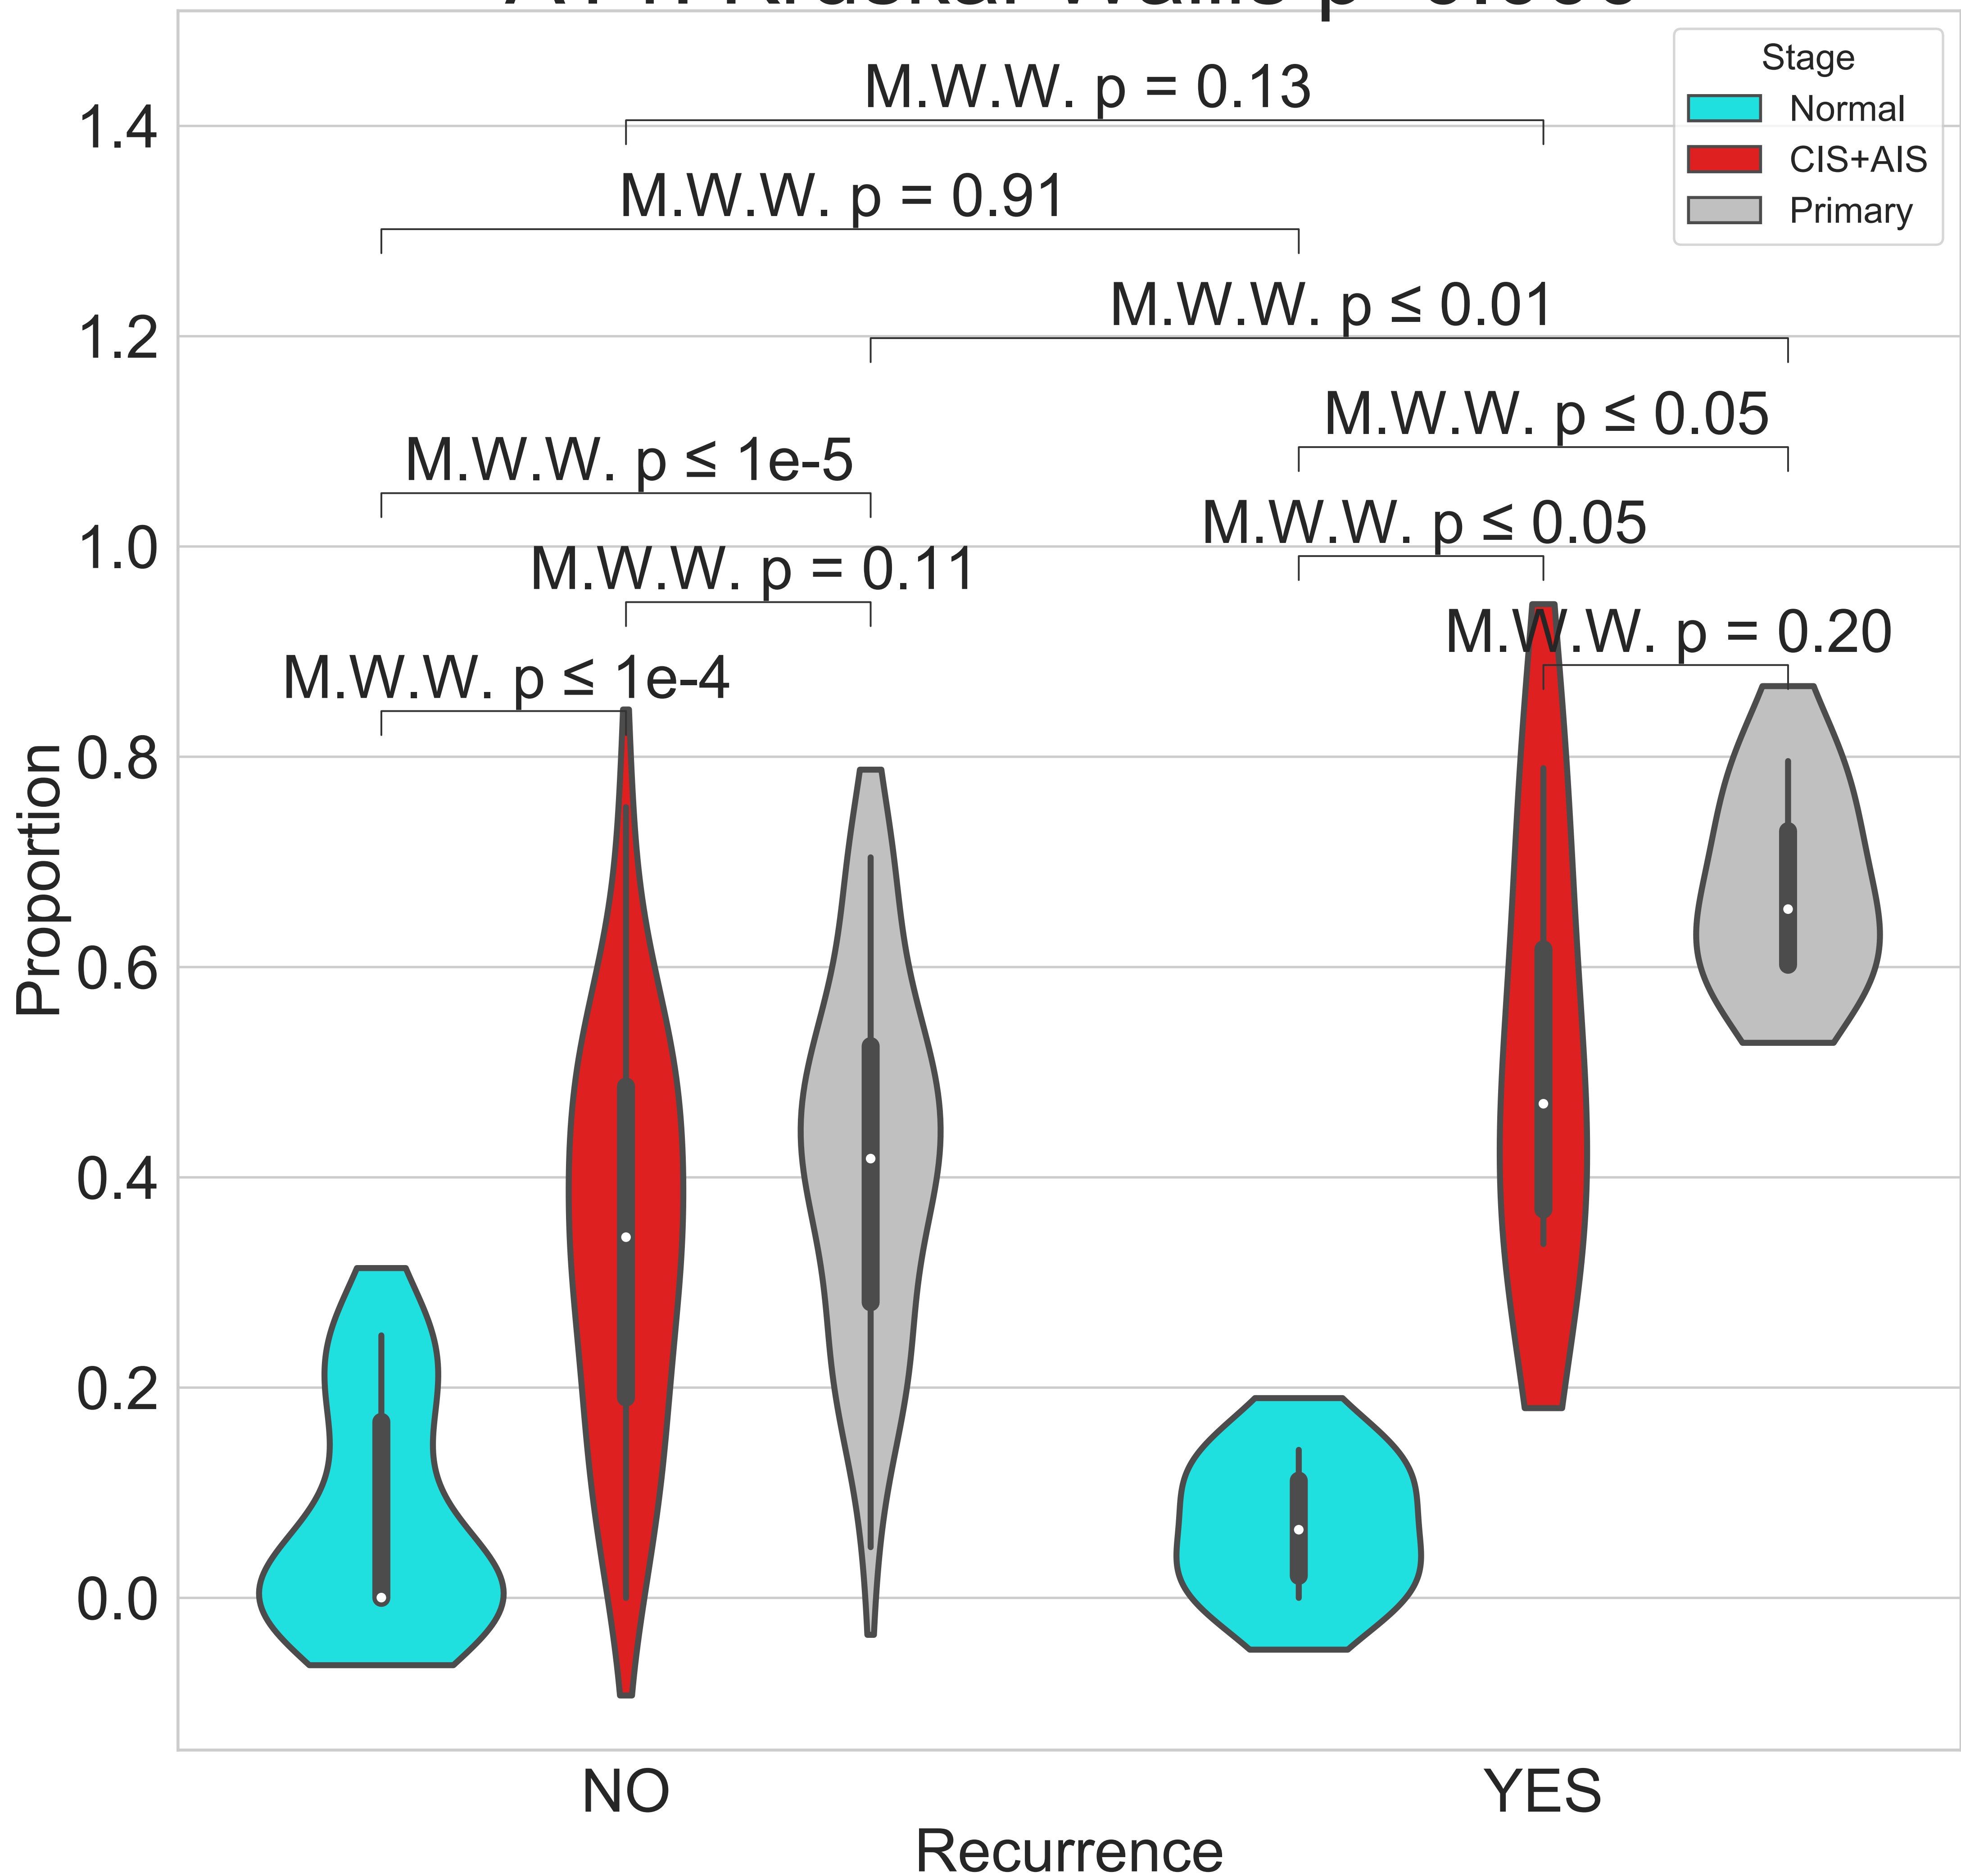 Stage
Normal
CIS+AIS
Primary
M.W.W. p = 0.13
M.W.W. p = 0.91
M.W.W. p ≤ 0.01
M.W.W. p ≤ 0.05
M.W.W. p ≤ 1e-5
M.W.W. p ≤ 0.05
M.W.W. p = 0.11
M.W.W. p = 0.20
M.W.W. p ≤ 1e-4
1.4
1.2
1.0
0.8
0.6
0.4
0.2
0.0
Proportion
NO
YES
Recurrence